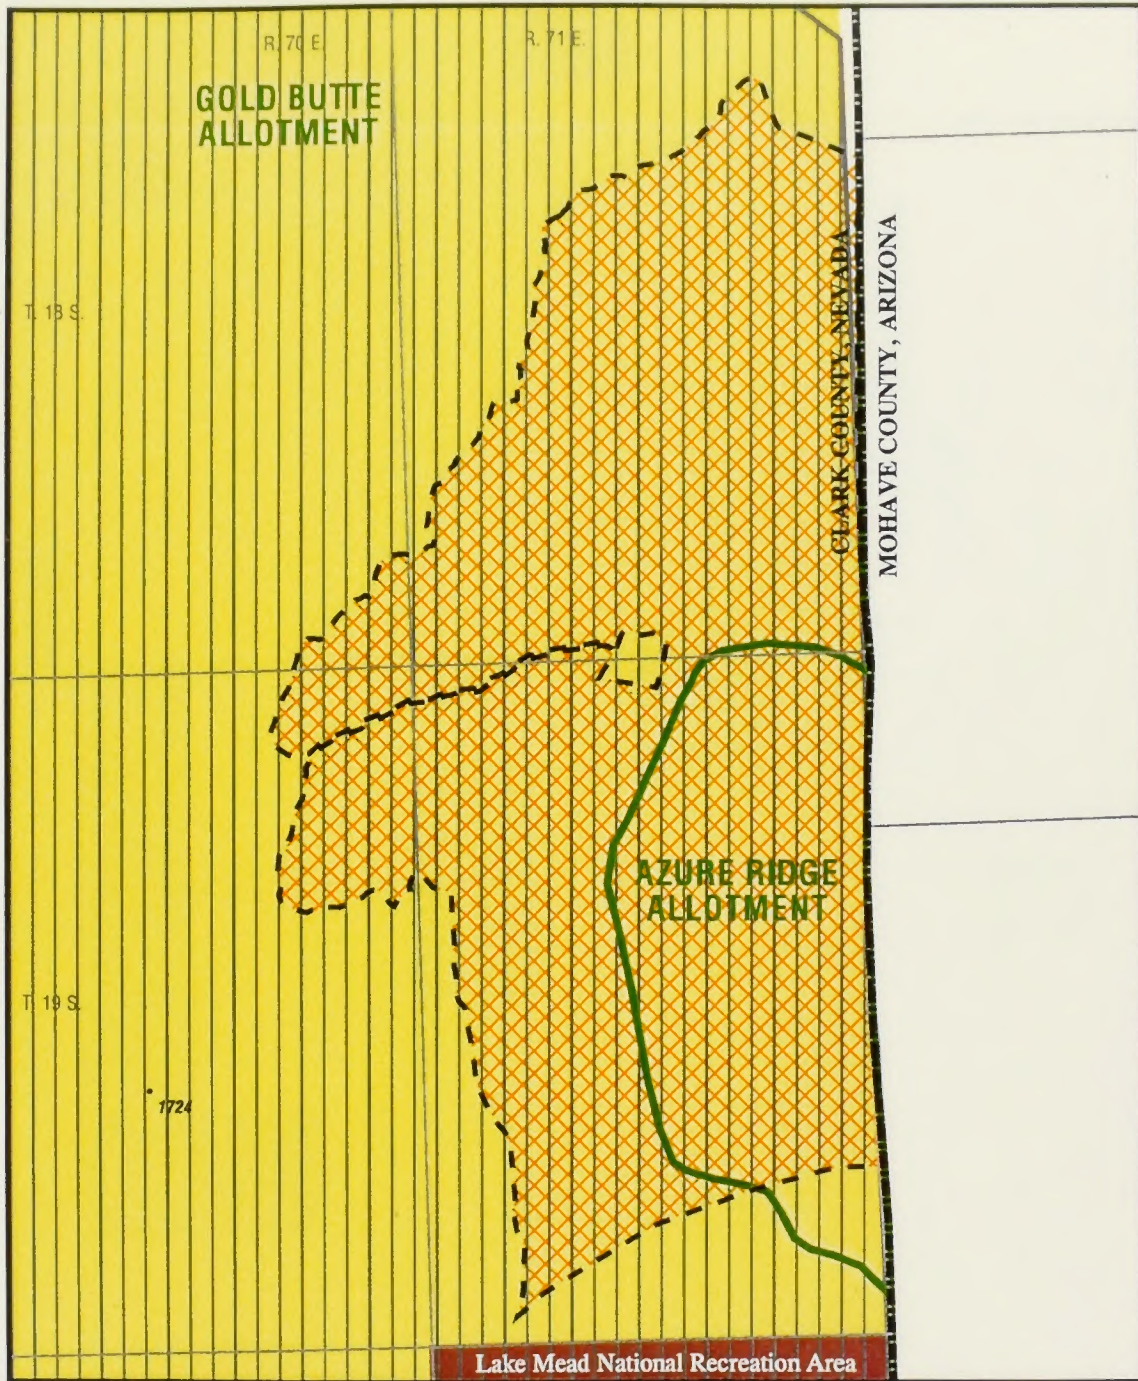 R. 70 E.
R. 71 E.
GOLD BUTTE
ALLOTMENT
T. 18 S.
CLARK COUNTY, NEVADA
MOHAVE COUNTY, ARIZONA
AZURE RIDGE
ALLOTMENT
T. 19 S.
1724
Lake Mead National Recreation Area